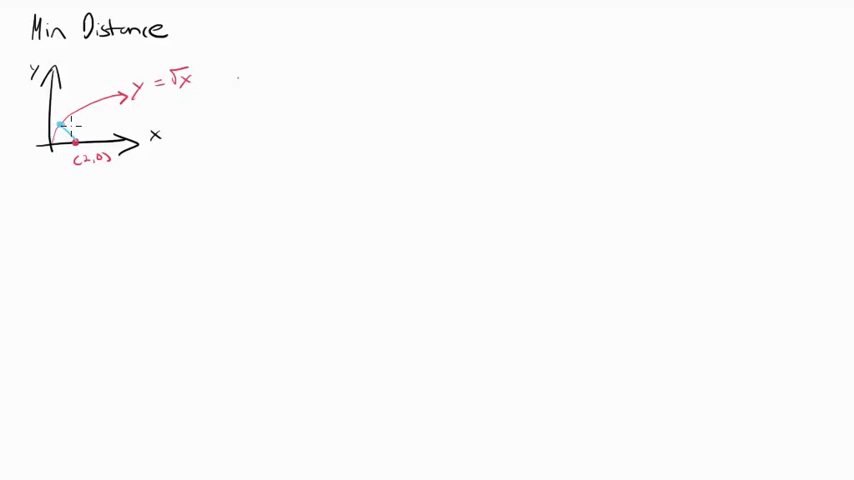 Min Distance
y
y = √x
x
(2,0)